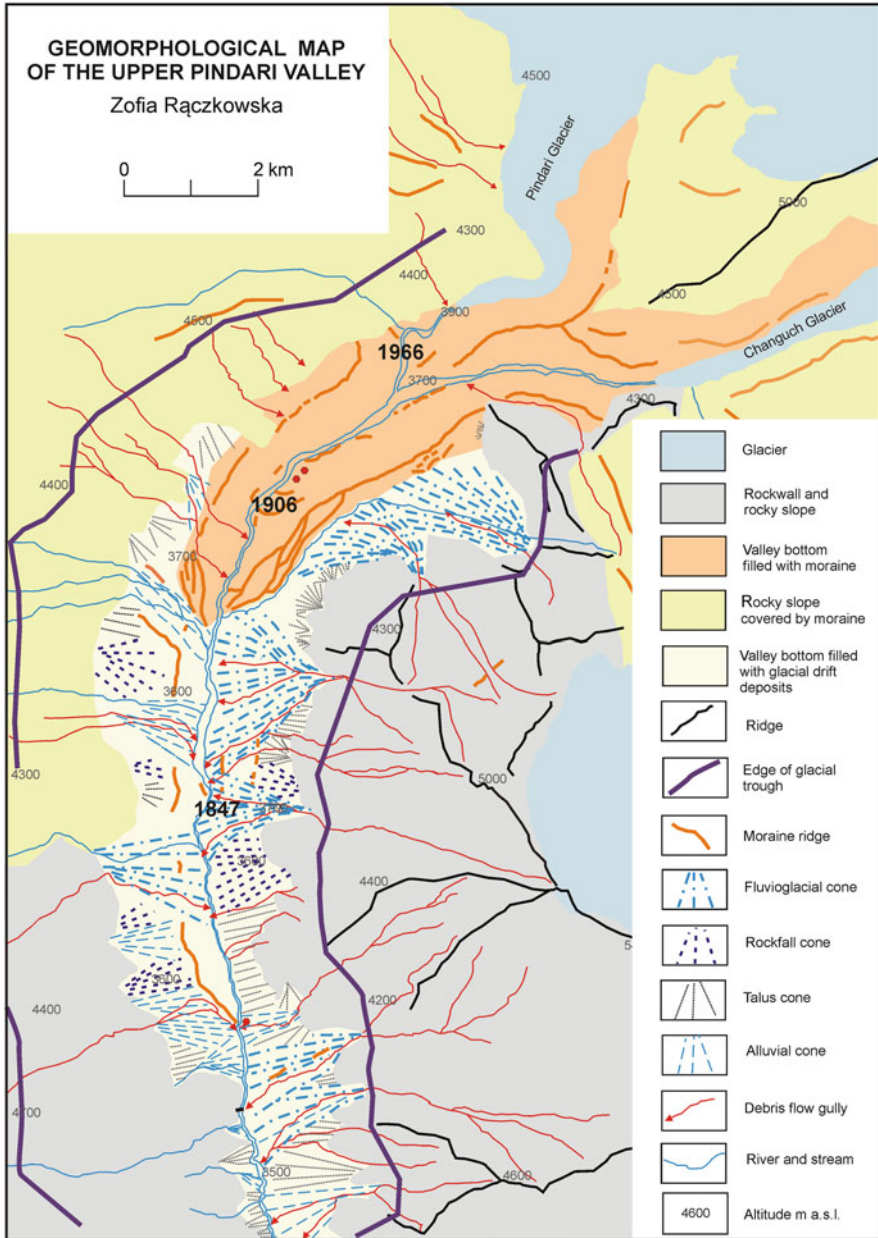 GEOMORPHOLOGICAL MAP
OF THE UPPER PINDARI VALLEY
Zofia Rączkowska
0 2 km
4500
Pindari Glacier
5000
4300
4400
4500
3900
4500
Changuch Glacier
1966
3700
4300
4400
1906
3700
4300
3600
4300
5000
1847
3600
4400
4400
4200
4700
3500
4600
Glacier
Rockwall and
rocky slope
Valley bottom
filled with moraine
Rocky slope
covered by moraine
Valley bottom filled
with glacial drift
deposits
Ridge
Edge of glacial
trough
Moraine ridge
Fluvioglacial cone
Rockfall cone
Talus cone
Alluvial cone
Debris flow gully
River and stream
4600
Altitude m a.s.l.